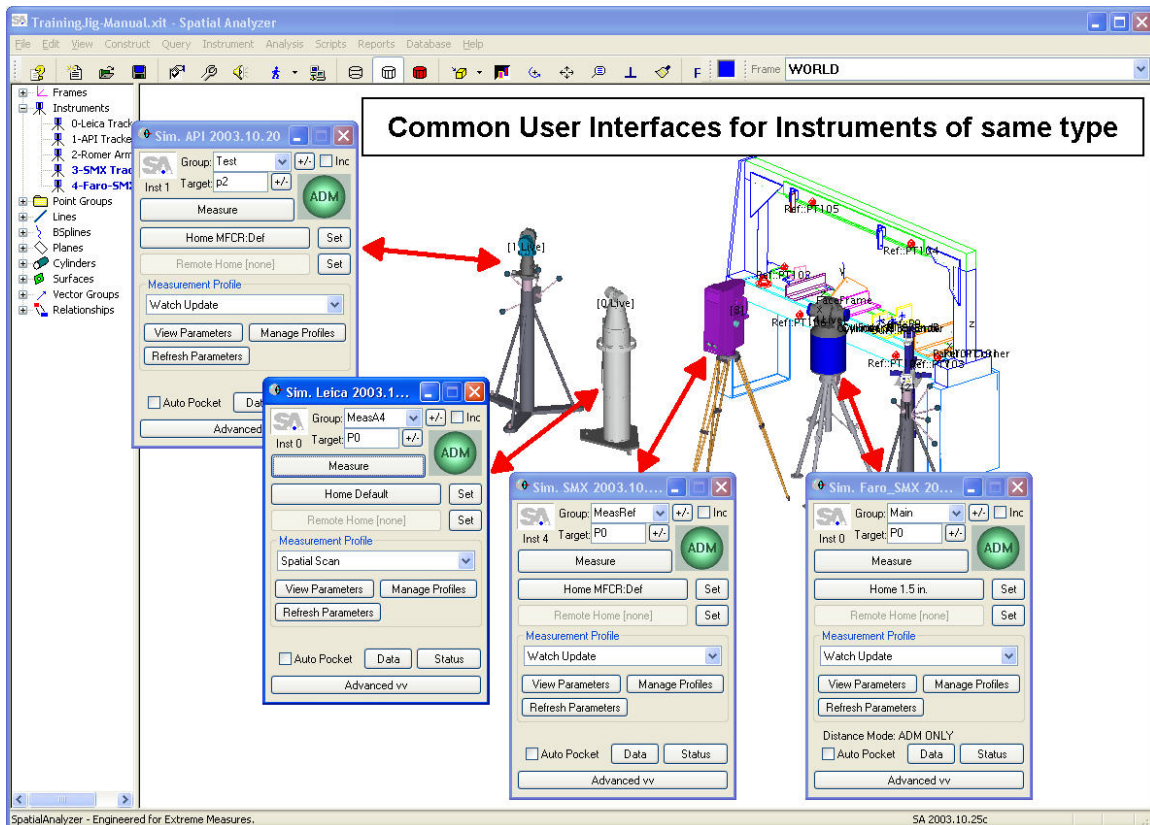 TrainingJig-Manual.xit - Spatial Analyzer
File Edit View Construct Query Instrument Analysis Scripts Reports Database Help
F Frame WORLD
Frames
Instruments
0-Leica Track
1-API Tracke
2-Romer Arm
3-SMX Trac
4-Faro-SMX
Point Groups
Lines
BSplines
Planes
Cylinders
Surfaces
Vector Groups
Relationships
Common User Interfaces for Instruments of same type
Sim. API 2003.10.20
SA
Group: Test +/- Inc
Inst 1 Target: p2 +/-
ADM
Measure
Home MFCR:Def Set
Remote Home [none] Set
Measurement Profile
Watch Update
View Parameters Manage Profiles
Refresh Parameters
Auto Pocket Data
Advanced
Sim. Leica 2003.1...
SA
Group: MeasA4 +/- Inc
Inst 0 Target: P0 +/-
ADM
Measure
Home Default Set
Remote Home [none] Set
Measurement Profile
Spatial Scan
View Parameters Manage Profiles
Refresh Parameters
Auto Pocket Data Status
Advanced vv
[1 Live]
[0 Live]
[3]
Ref::PT105
Ref::PT104
FaceFrame
Z
Sim. SMX 2003.10....
SA
Group: MeasRef +/- Inc
Inst 4 Target: P0 +/-
ADM
Measure
Home MFCR:Def Set
Remote Home [none] Set
Measurement Profile
Watch Update
View Parameters Manage Profiles
Refresh Parameters
Auto Pocket Data Status
Advanced vv
Sim. Faro_SMX 20...
SA
Group: Main +/- Inc
Inst 0 Target: P0 +/-
ADM
Measure
Home 1.5 in. Set
Remote Home [none] Set
Measurement Profile
Watch Update
View Parameters Manage Profiles
Refresh Parameters
Distance Mode: ADM ONLY
Auto Pocket Data Status
Advanced vv
SpatialAnalyzer - Engineered for Extreme Measures. SA 2003.10.25c